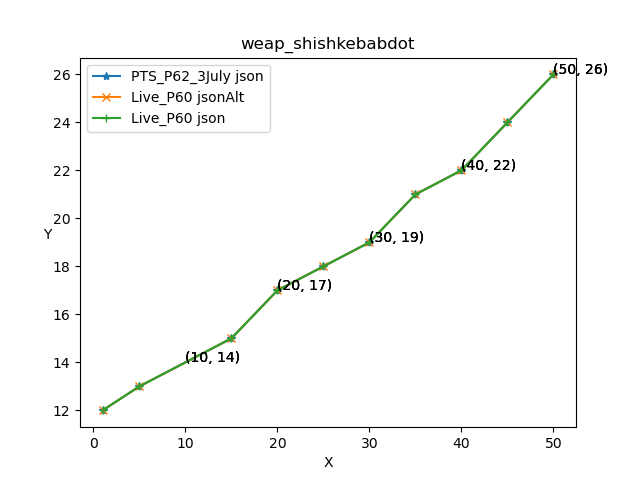 weap_shishkebabdot
PTS_P62_3July json
Live_P60 jsonAlt
Live_P60 json
(50, 26)
(40, 22)
(30, 19)
(20, 17)
(10, 14)
Y
26
24
22
20
18
16
14
12
0 10 20 30 40 50
X